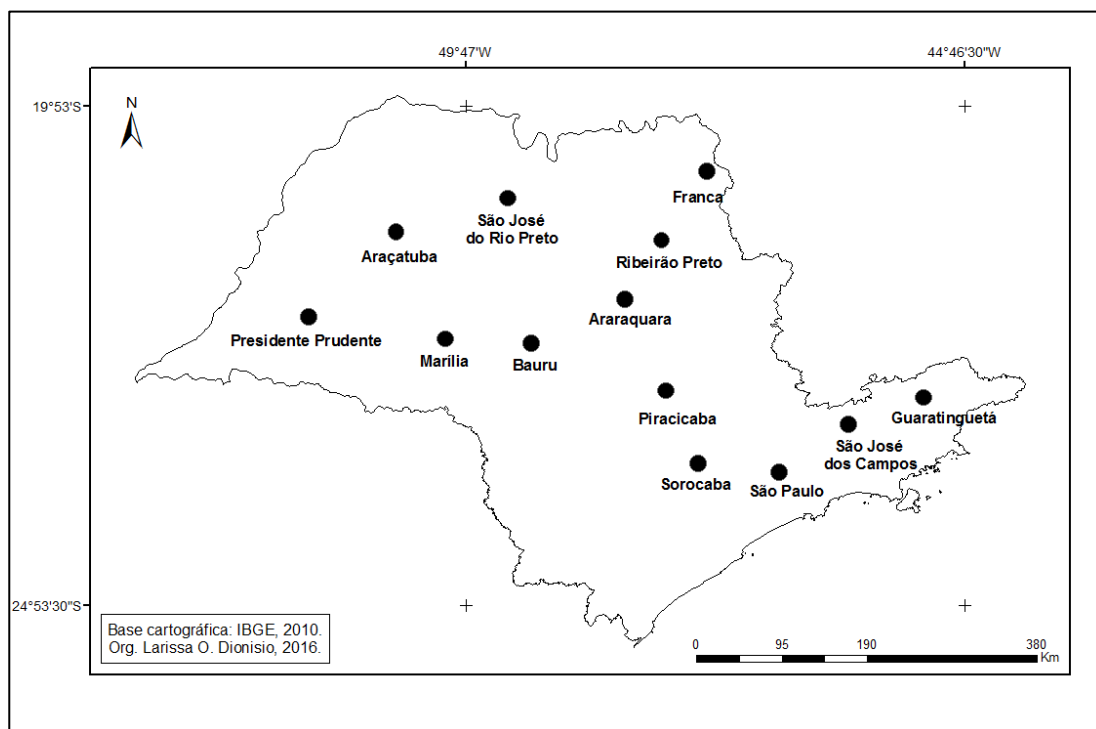 49°47'W
44°46'30"W
19°53'S
N
Franca
São José
do Rio Preto
Araçatuba
Ribeirão Preto
Araraquara
Presidente Prudente
Marília
Bauru
Piracicaba
Guaratinguetá
São José
dos Campos
Sorocaba
São Paulo
24°53'30"S
Base cartográfica: IBGE, 2010.
Org. Larissa O. Dionisio, 2016.
0 95 190 380
Km